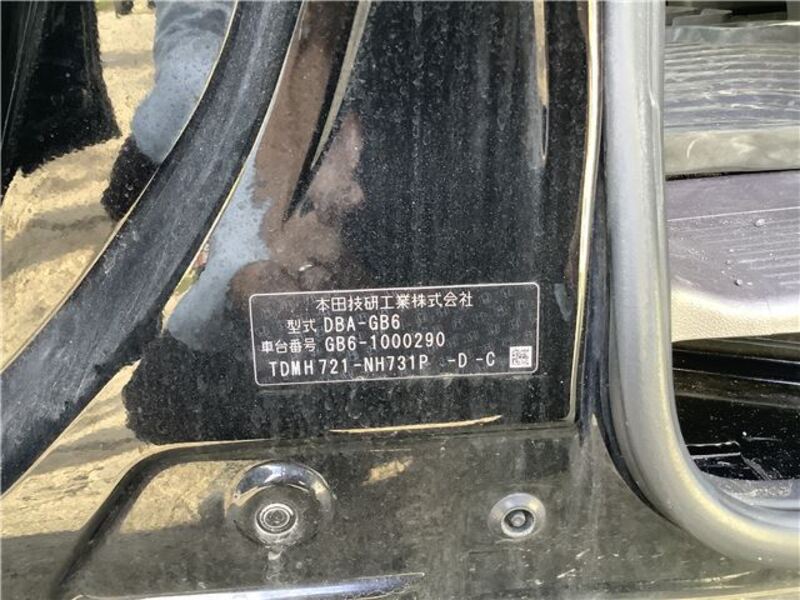 本田技研工業株式会社
型式 DBA-GB6
車台番号 GB6-1000290
TDMH721-NH731P -D-C